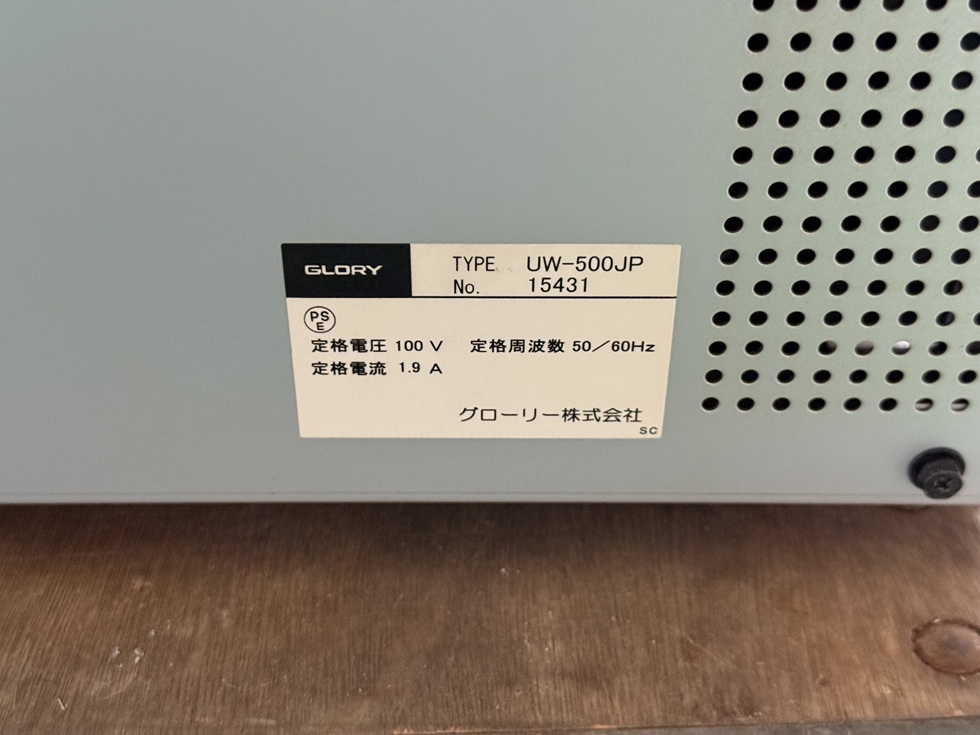 GLORY
TYPE UW-500JP
No. 15431
PS
E
定格電圧 100 V 定格周波数 50/60Hz
定格電流 1.9 A
グローリー株式会社
SC